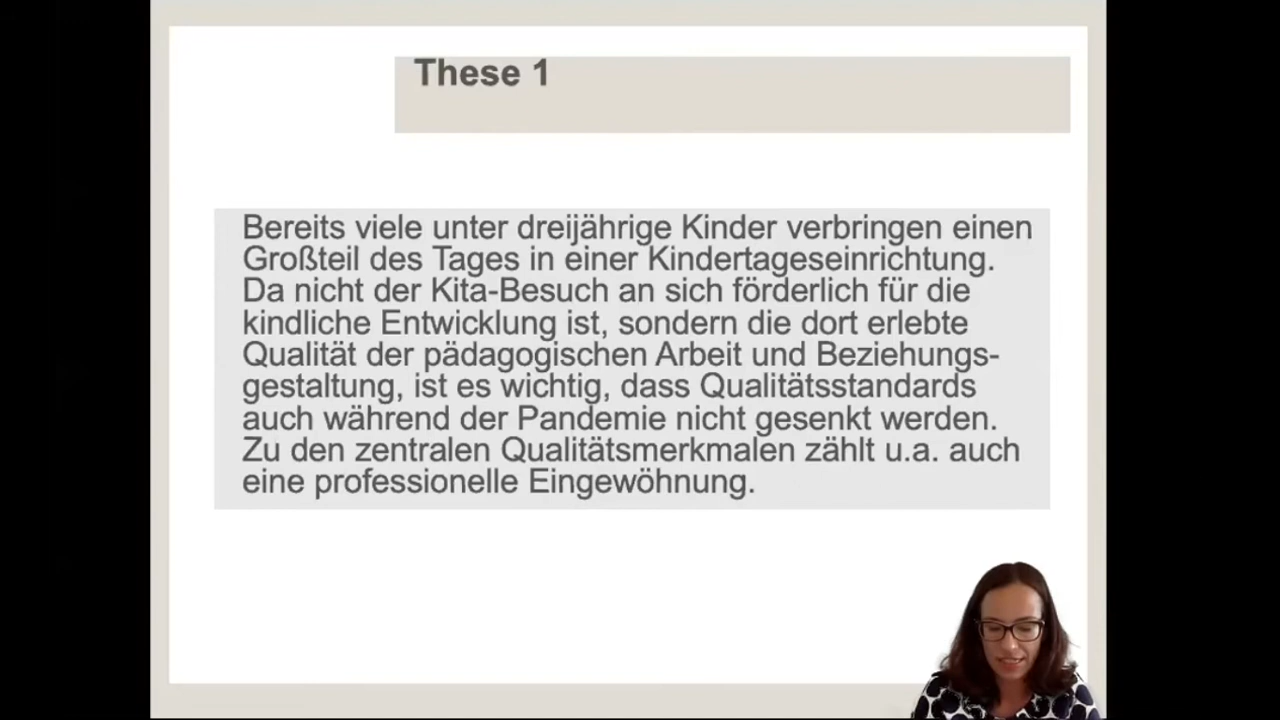 These 1
Bereits viele unter dreijährige Kinder verbringen einen
Großteil des Tages in einer Kindertageseinrichtung.
Da nicht der Kita-Besuch an sich förderlich für die
kindliche Entwicklung ist, sondern die dort erlebte
Qualität der pädagogischen Arbeit und Beziehungs-
gestaltung, ist es wichtig, dass Qualitätsstandards
auch während der Pandemie nicht gesenkt werden.
Zu den zentralen Qualitätsmerkmalen zählt u.a. auch
eine professionelle Eingewöhnung.